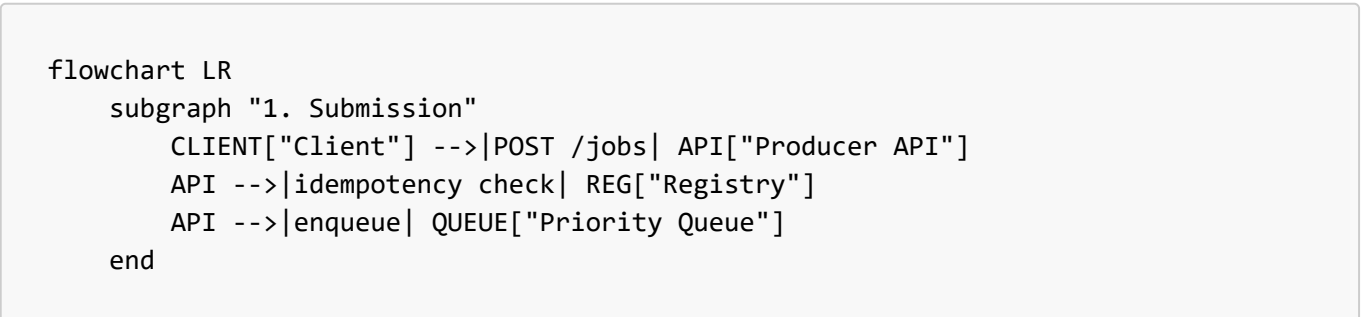 flowchart LR
    subgraph "1. Submission"
        CLIENT["Client"] -->|POST /jobs| API["Producer API"]
        API -->|idempotency check| REG["Registry"]
        API -->|enqueue| QUEUE["Priority Queue"]
    end